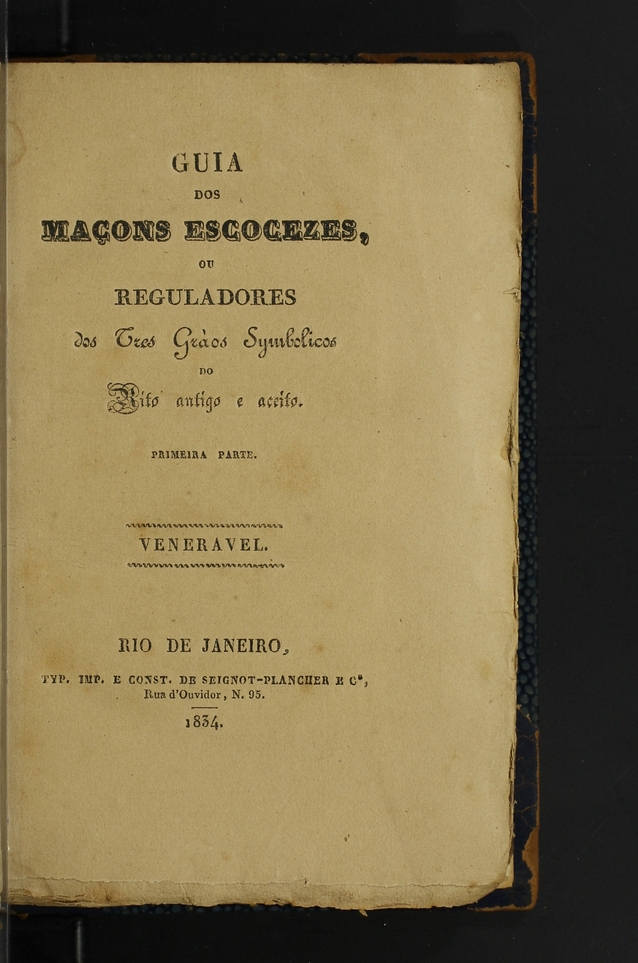 GUIA
DOS
MAÇONS ESCOCEZES,
OU
REGULADORES
dos Tres Gràos Symbolicos
DO
Rito antigo e aceito.
PRIMEIRA PARTE.
VENERAVEL.
RIO DE JANEIRO,
TYP. IMP. E CONST. DE SEIGNOT-PLANCHER E Cª,
Rua d'Ouvidor, N. 95.
1834.